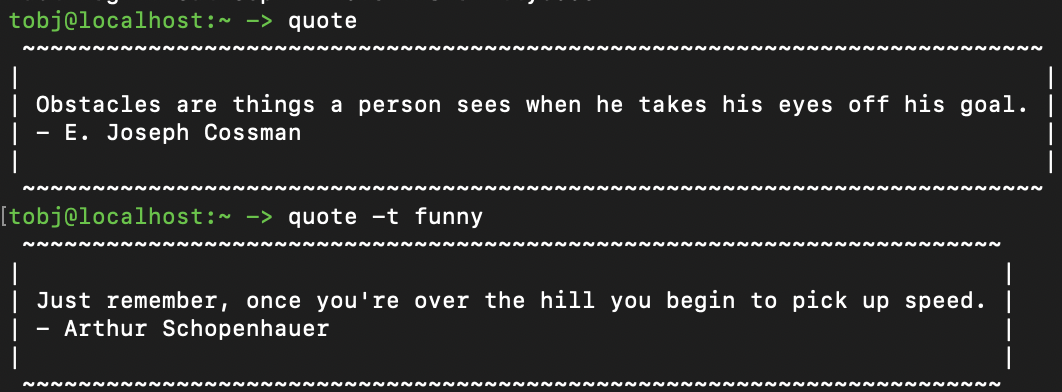 tobj@localhost:~ -> quote
~~~~~~~~~~~~~~~~~~~~~~~~~~~~~~~~~~~~~~~~~~~~~~~~~~~~~~~~~~~~~~~~~~~~~~~~~
|                                                                         |
| Obstacles are things a person sees when he takes his eyes off his goal. |
| - E. Joseph Cossman                                                     |
|                                                                         |
~~~~~~~~~~~~~~~~~~~~~~~~~~~~~~~~~~~~~~~~~~~~~~~~~~~~~~~~~~~~~~~~~~~~~~~~~
[tobj@localhost:~ -> quote -t funny
~~~~~~~~~~~~~~~~~~~~~~~~~~~~~~~~~~~~~~~~~~~~~~~~~~~~~~~~~~~~~~~~~~~~~~
|                                                                      |
| Just remember, once you're over the hill you begin to pick up speed. |
| - Arthur Schopenhauer                                                |
|                                                                      |
~~~~~~~~~~~~~~~~~~~~~~~~~~~~~~~~~~~~~~~~~~~~~~~~~~~~~~~~~~~~~~~~~~~~~~